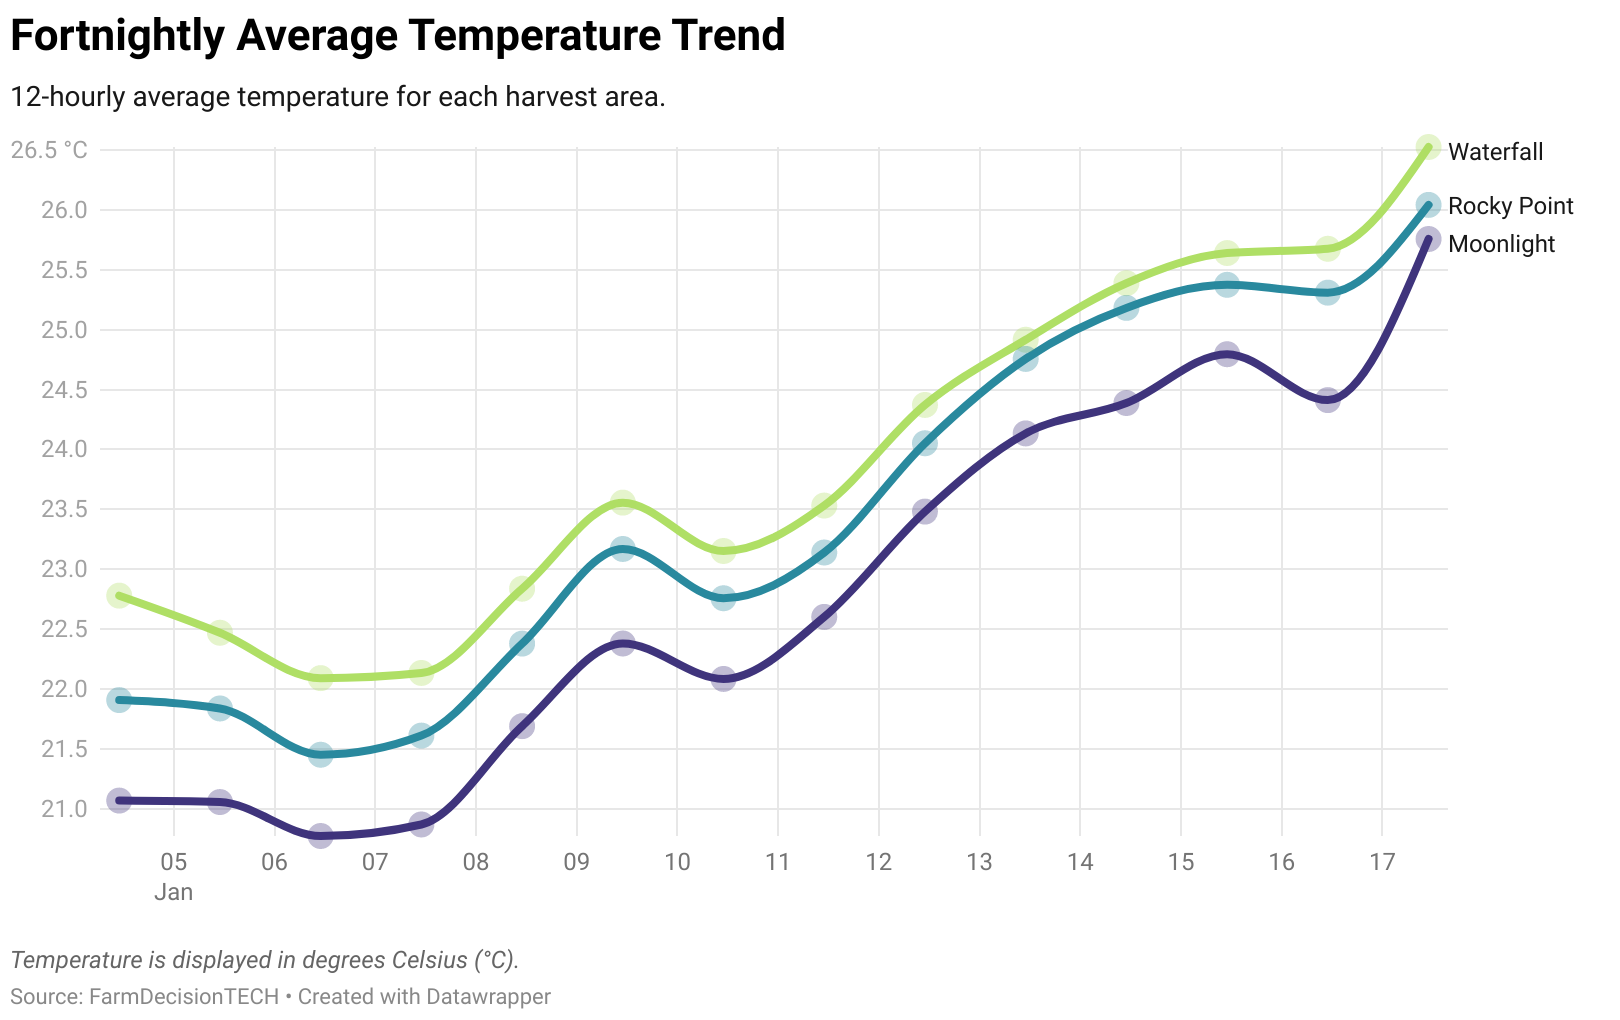 Fortnightly Average Temperature Trend
12-hourly average temperature for each harvest area.
26.5 °C
26.0
25.5
25.0
24.5
24.0
23.5
23.0
22.5
22.0
21.5
21.0
Waterfall
Rocky Point
Moonlight
05 06 07 08 09 10 11 12 13 14 15 16 17
Jan
Temperature is displayed in degrees Celsius (°C).
Source: FarmDecisionTECH • Created with Datawrapper